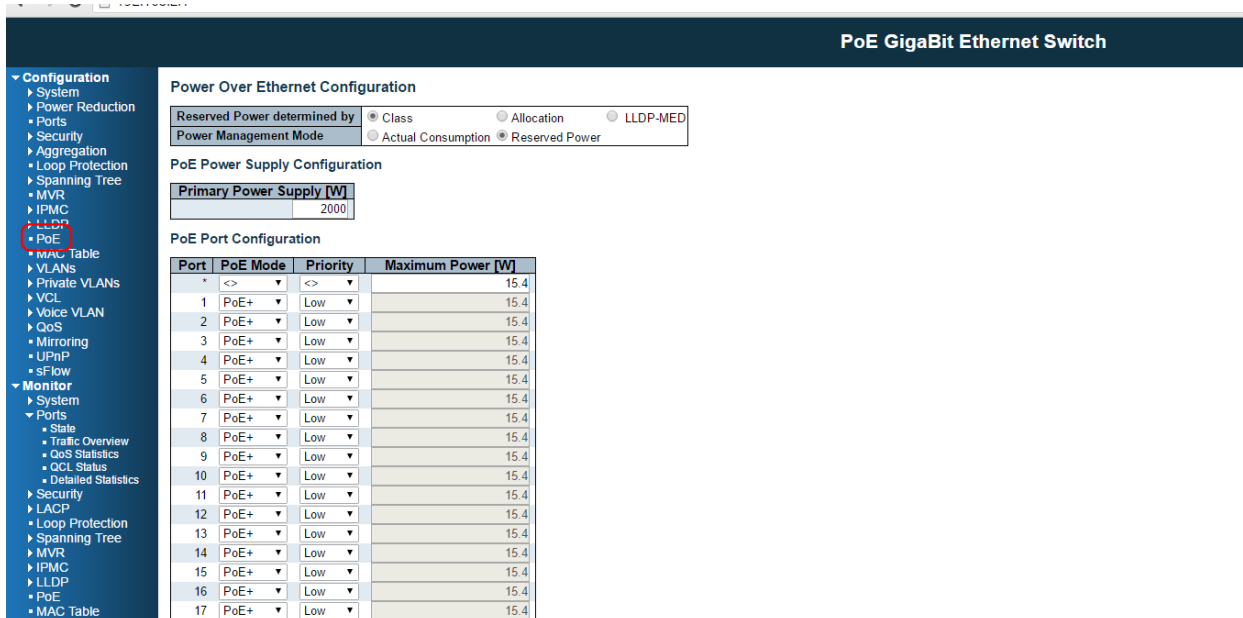 PoE GigaBit Ethernet Switch
Configuration
System
Power Reduction
Ports
Security
Aggregation
Loop Protection
Spanning Tree
MVR
IPMC
LLDP
PoE
MAC Table
VLANs
Private VLANs
VCL
Voice VLAN
QoS
Mirroring
UPnP
sFlow
Monitor
System
Ports
State
Traffic Overview
QoS Statistics
QCL Status
Detailed Statistics
Security
LACP
Loop Protection
Spanning Tree
MVR
IPMC
LLDP
PoE
MAC Table
Power Over Ethernet Configuration
Reserved Power determined by Class Allocation LLDP-MED
Power Management Mode Actual Consumption Reserved Power
PoE Power Supply Configuration
Primary Power Supply [W]
2000
PoE Port Configuration
Port PoE Mode Priority Maximum Power [W]
* <> <> 15.4
1 PoE+ Low 15.4
2 PoE+ Low 15.4
3 PoE+ Low 15.4
4 PoE+ Low 15.4
5 PoE+ Low 15.4
6 PoE+ Low 15.4
7 PoE+ Low 15.4
8 PoE+ Low 15.4
9 PoE+ Low 15.4
10 PoE+ Low 15.4
11 PoE+ Low 15.4
12 PoE+ Low 15.4
13 PoE+ Low 15.4
14 PoE+ Low 15.4
15 PoE+ Low 15.4
16 PoE+ Low 15.4
17 PoE+ Low 15.4